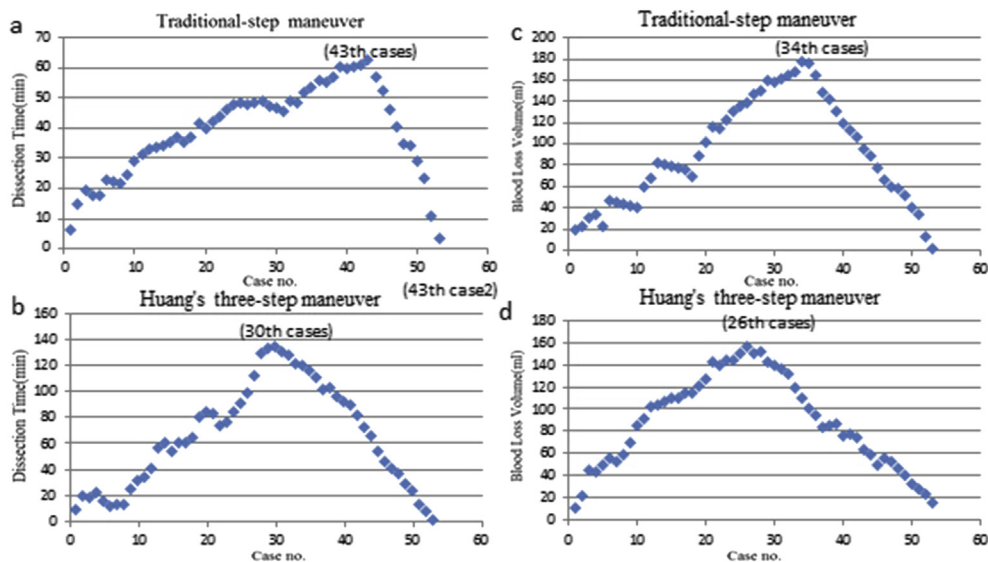 a
Traditional-step maneuver
(43th cases)
Dissection Time(min)
70
60
50
40
30
20
10
0
0 10 20 30 40 50 60
Case no.
(43th case2)
c
Traditional-step maneuver
(34th cases)
Blood Loss Volume(ml)
200
180
160
140
120
100
80
60
40
20
0
0 10 20 30 40 50 60
Case no.
b
Huang's three-step maneuver
(30th cases)
Dissection Time(min)
160
140
120
100
80
60
40
20
0
0 10 20 30 40 50 60
Case no.
d
Huang's three-step maneuver
(26th cases)
Blood Loss Volume(ml)
180
160
140
120
100
80
60
40
20
0
0 10 20 30 40 50 60
Case no.